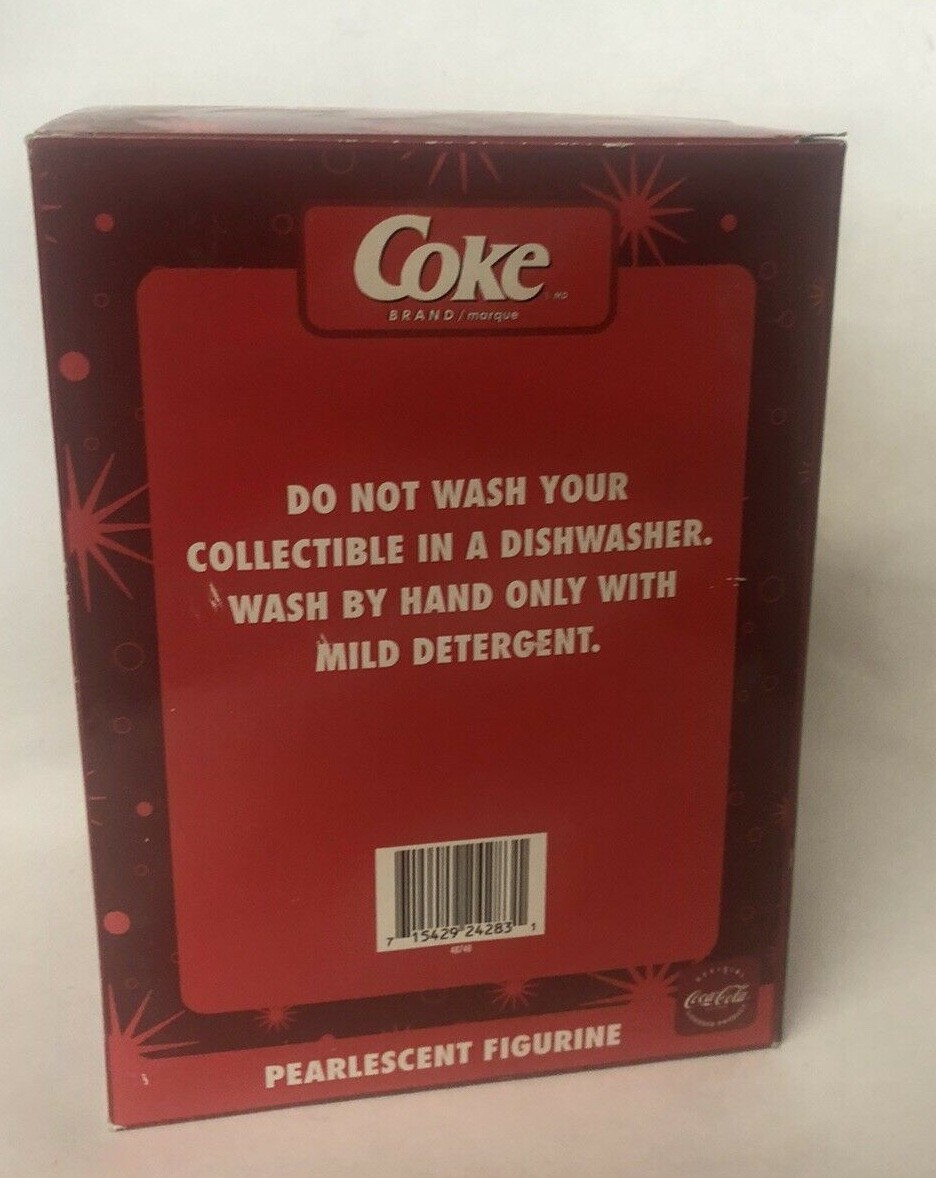 Coke
BRAND/marque
DO NOT WASH YOUR
COLLECTIBLE IN A DISHWASHER.
WASH BY HAND ONLY WITH
MILD DETERGENT.
7 15429 24283 1
Coca-Cola
PEARLESCENT FIGURINE